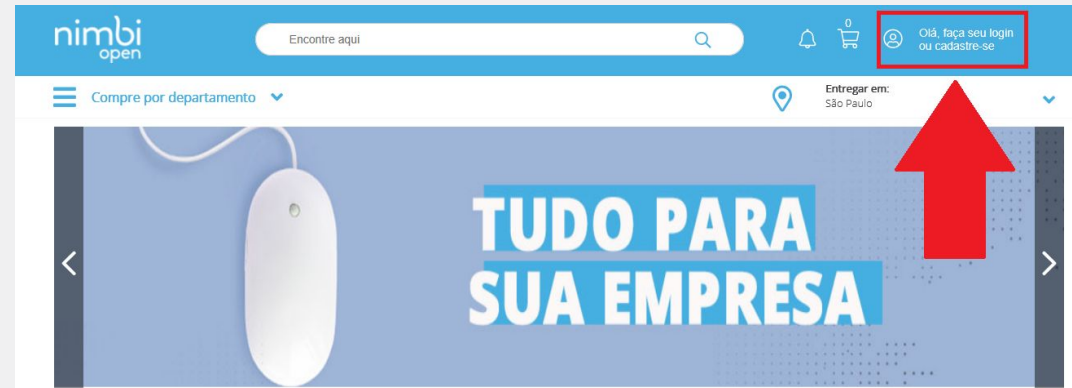 nimbi
open
Encontre aqui
0
Olá, faça seu login
ou cadastre-se
Compre por departamento
Entregar em:
São Paulo
TUDO PARA
SUA EMPRESA